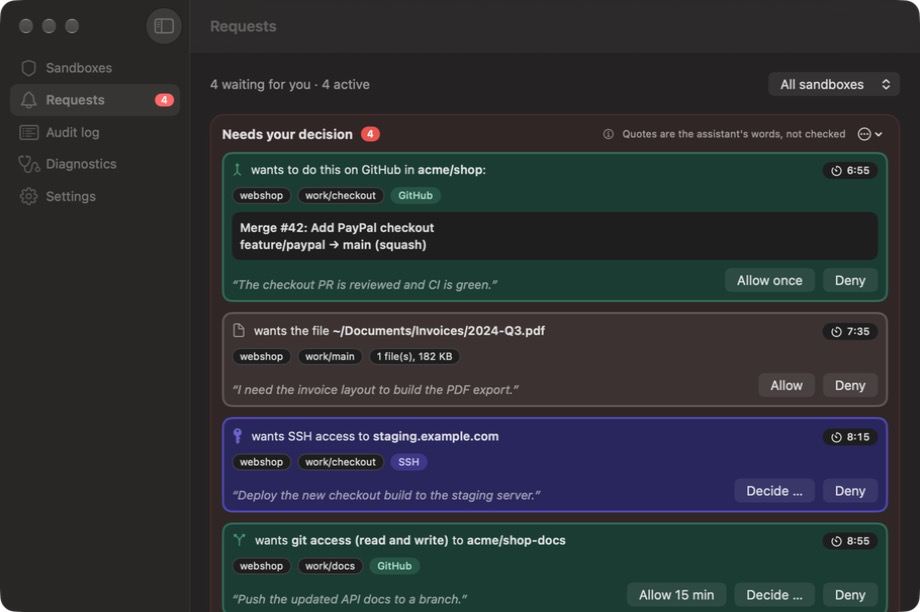 Requests
Sandboxes
Requests 4
Audit log
Diagnostics
Settings
4 waiting for you · 4 active
All sandboxes
Needs your decision 4
Quotes are the assistant's words, not checked
wants to do this on GitHub in acme/shop:
6:55
webshop work/checkout GitHub
Merge #42: Add PayPal checkout
feature/paypal → main (squash)
"The checkout PR is reviewed and CI is green."
Allow once Deny
wants the file ~/Documents/Invoices/2024-Q3.pdf
7:35
webshop work/main 1 file(s), 182 KB
"I need the invoice layout to build the PDF export."
Allow Deny
wants SSH access to staging.example.com
8:15
webshop work/checkout SSH
"Deploy the new checkout build to the staging server."
Decide ... Deny
wants git access (read and write) to acme/shop-docs
8:55
webshop work/docs GitHub
"Push the updated API docs to a branch."
Allow 15 min Decide ... Deny